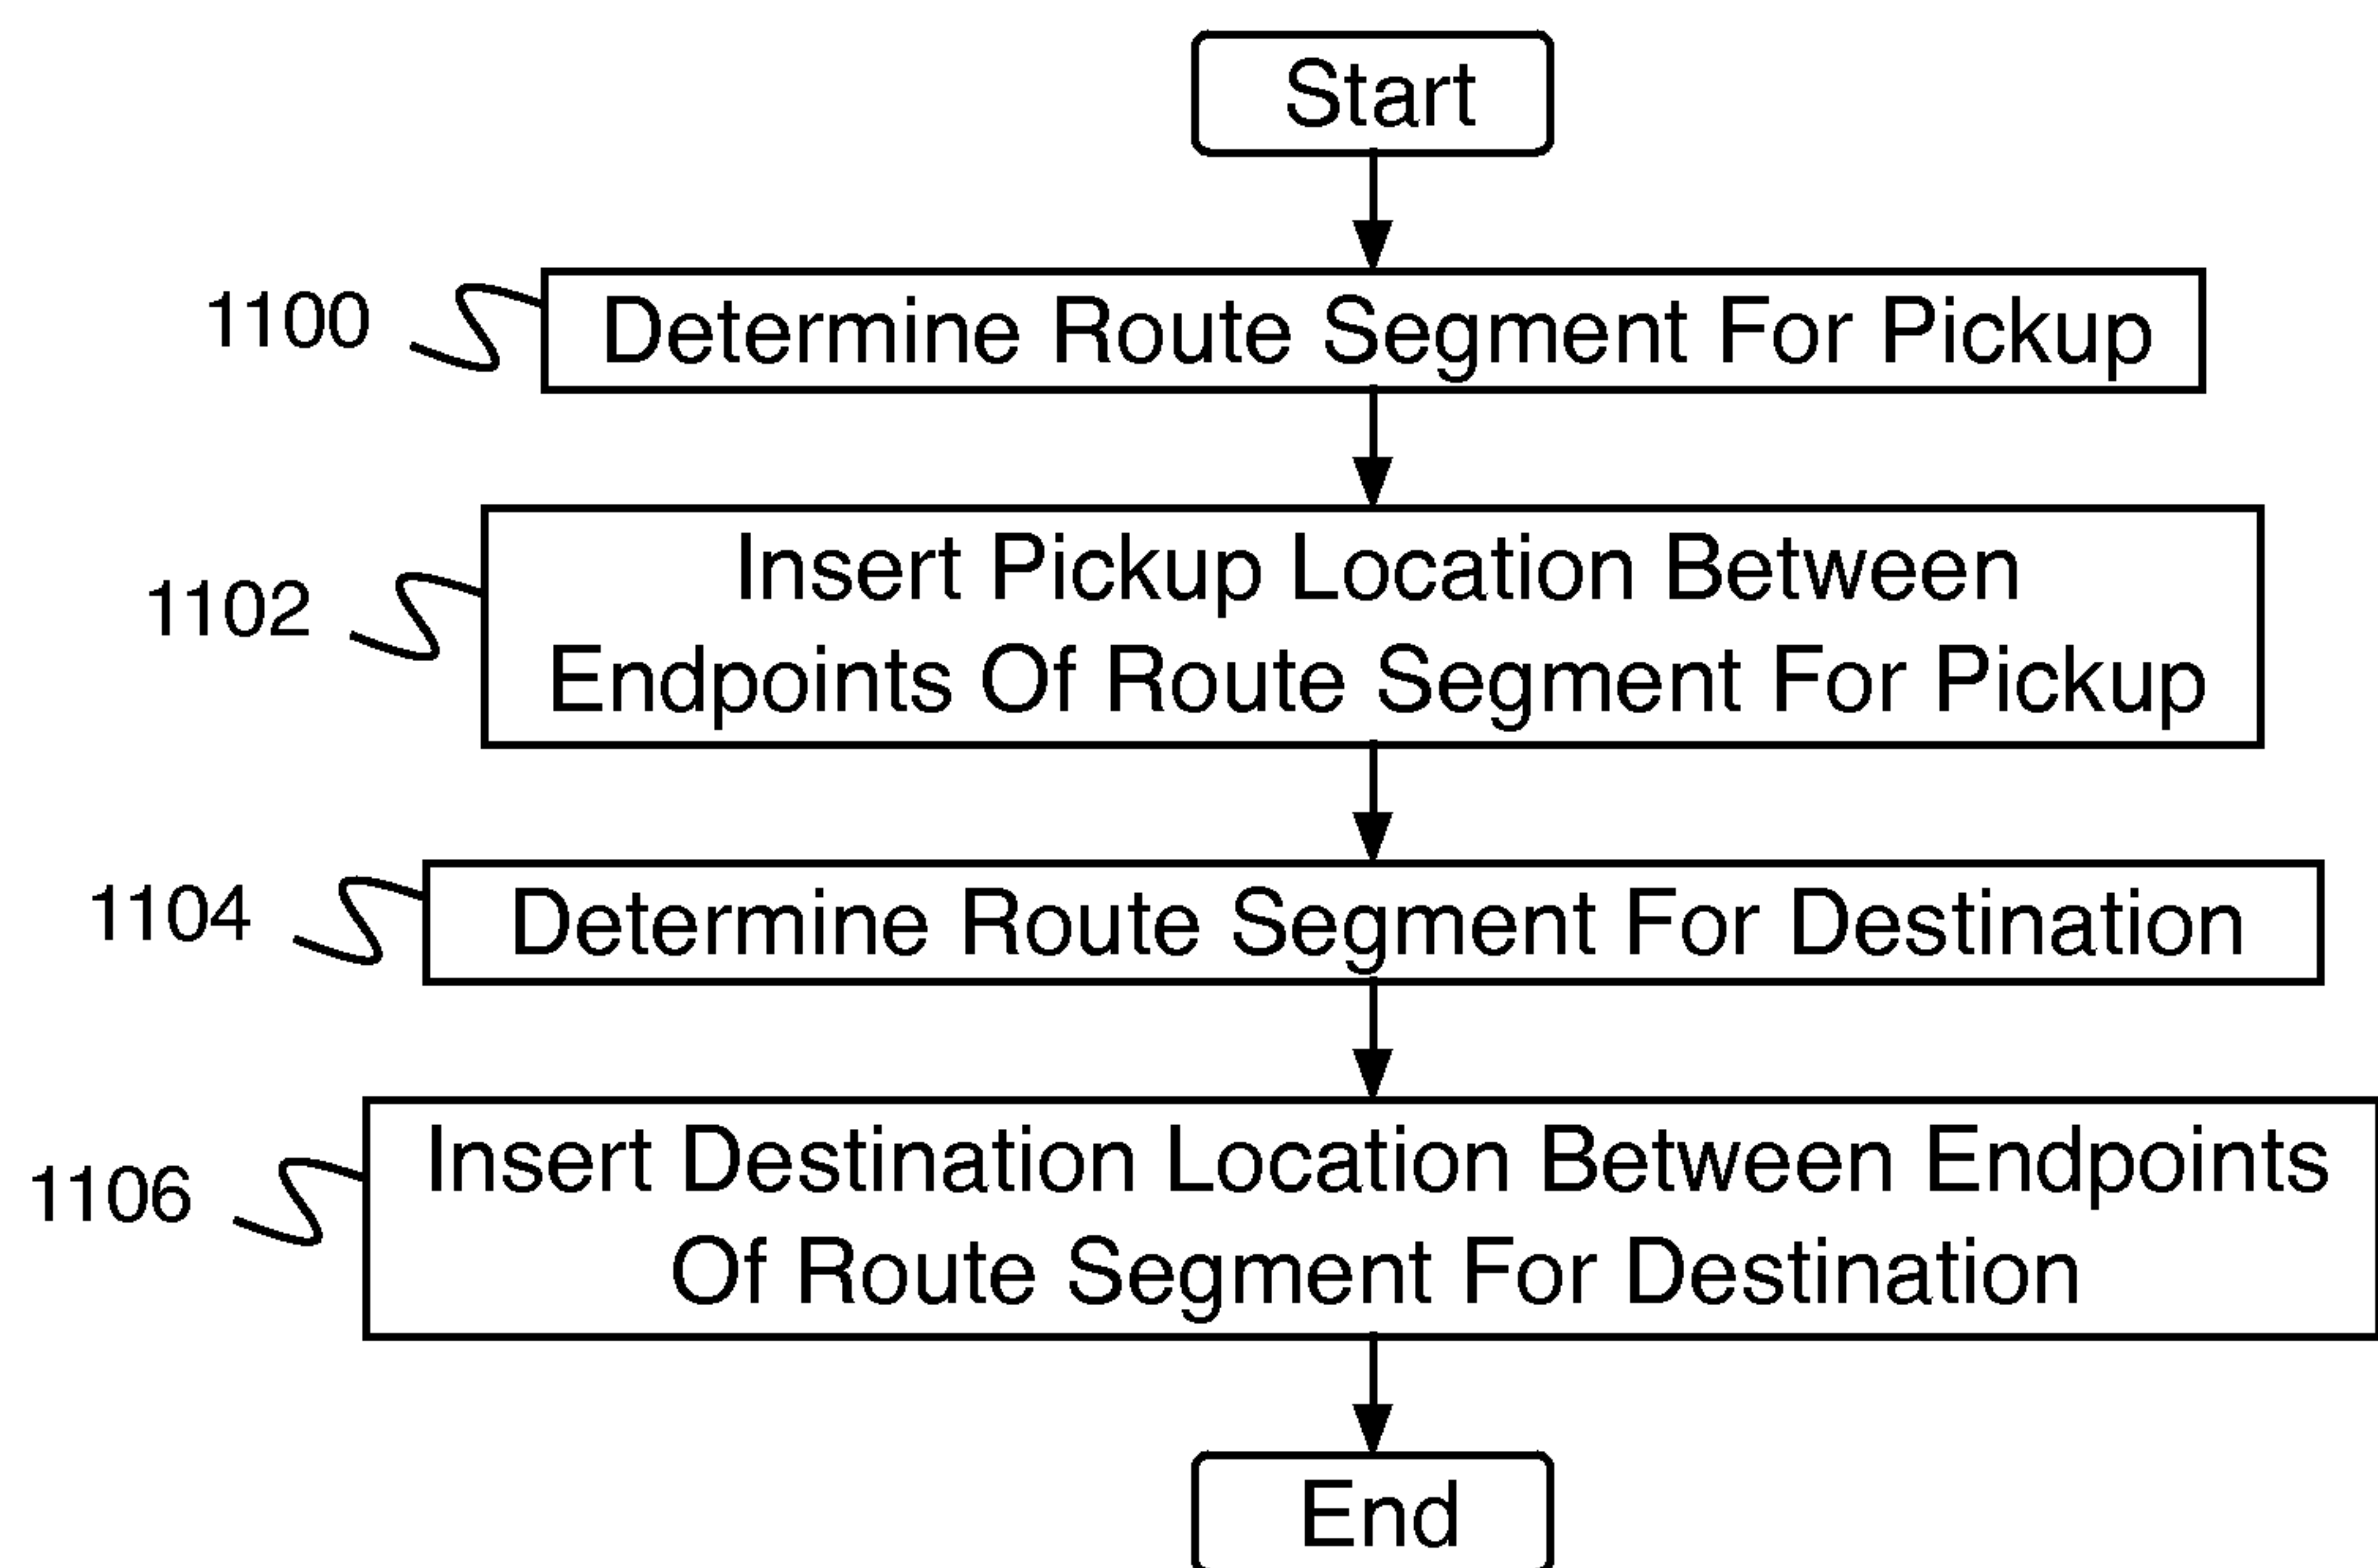 Start
1100
Determine Route Segment For Pickup
1102
Insert Pickup Location Between
Endpoints Of Route Segment For Pickup
1104
Determine Route Segment For Destination
1106
Insert Destination Location Between Endpoints
Of Route Segment For Destination
End